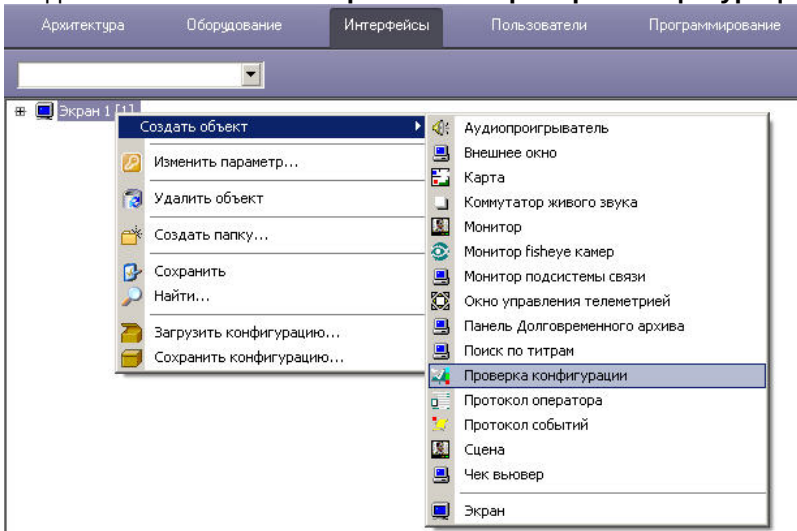 Архитектура Оборудование Интерфейсы Пользователи Программирование
Экран 1 [1]
Создать объект
Изменить параметр...
Удалить объект
Создать папку...
Сохранить
Найти...
Загрузить конфигурацию...
Сохранить конфигурацию...
Аудиопроигрыватель
Внешнее окно
Карта
Коммутатор живого звука
Монитор
Монитор fisheye камер
Монитор подсистемы связи
Окно управления телеметрией
Панель Долговременного архива
Поиск по титрам
Проверка конфигурации
Протокол оператора
Протокол событий
Сцена
Чек вьювер
Экран